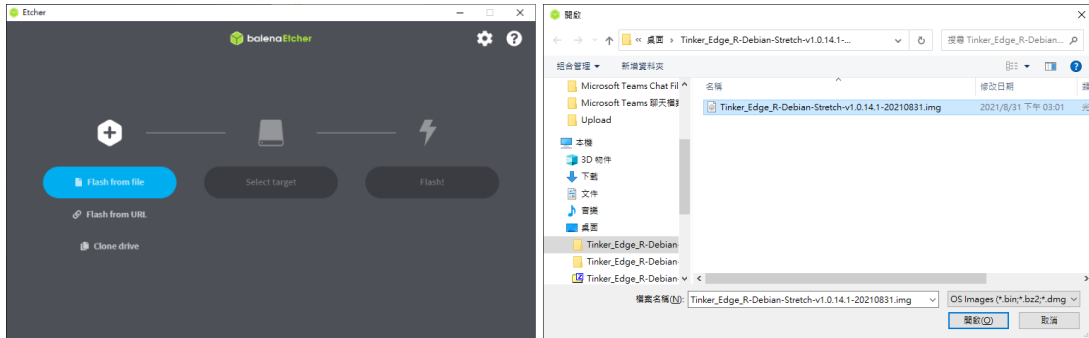 Etcher
balenaEtcher
Flash from file
Select target
Flash!
Flash from URL
Clone drive
開啟
« 桌面 › Tinker_Edge_R-Debian-Stretch-v1.0.14.1-...
搜尋 Tinker_Edge_R-Debian...
組合管理
新增資料夾
名稱
修改日期
Microsoft Teams Chat Fil
Microsoft Teams 聊天檔
Upload
本機
3D 物件
下載
文件
音樂
桌面
Tinker_Edge_R-Debian-
Tinker_Edge_R-Debian-
Tinker_Edge_R-Debian-
Tinker_Edge_R-Debian-Stretch-v1.0.14.1-20210831.img
2021/8/31 下午 03:01
檔案名稱(N):
Tinker_Edge_R-Debian-Stretch-v1.0.14.1-20210831.img
OS Images (*.bin;*.bz2;*.dmg
開啟(O)
取消